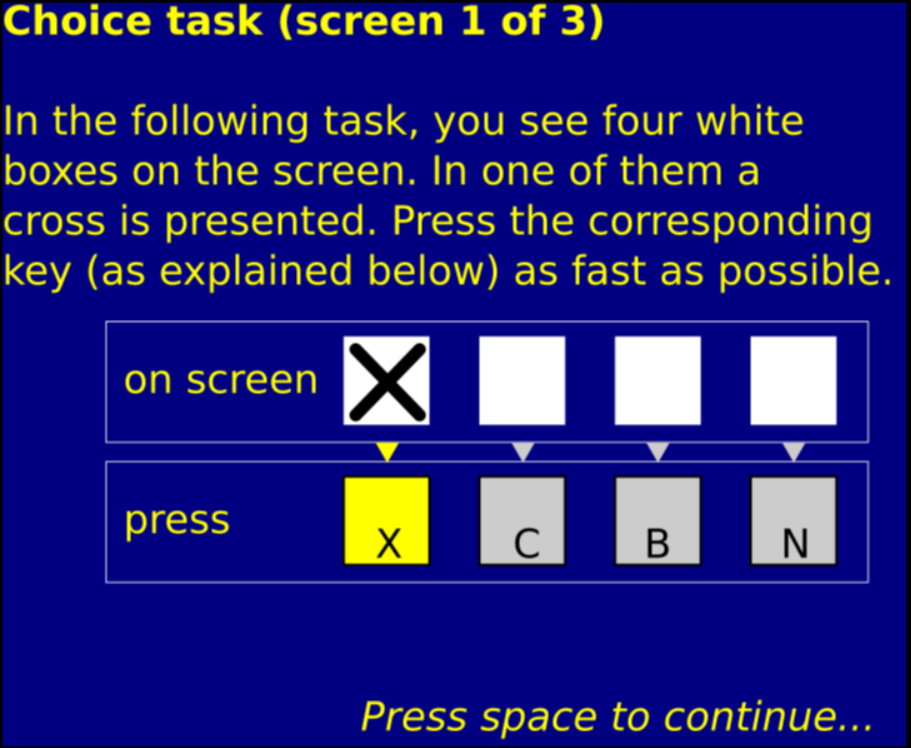 Choice task (screen 1 of 3)
In the following task, you see four white
boxes on the screen. In one of them a
cross is presented. Press the corresponding
key (as explained below) as fast as possible.
on screen
press X C B N
Press space to continue...